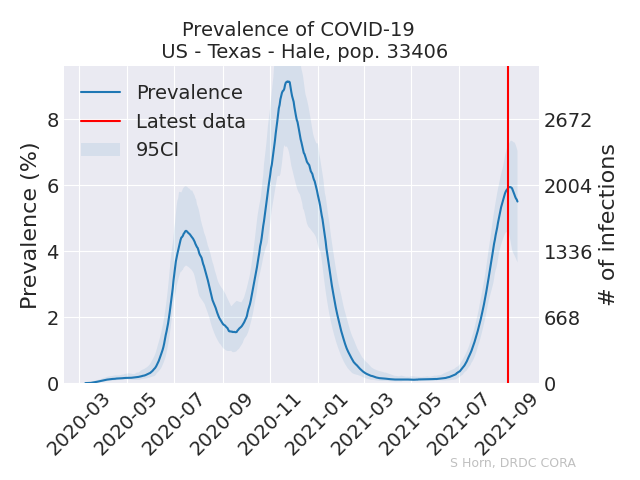 Prevalence of COVID-19
US - Texas - Hale, pop. 33406
Prevalence
Latest data
95CI
Prevalence (%)
8
6
4
2
0
# of infections
2672
2004
1336
668
0
2020-03
2020-05
2020-07
2020-09
2020-11
2021-01
2021-03
2021-05
2021-07
2021-09
S Horn, DRDC CORA